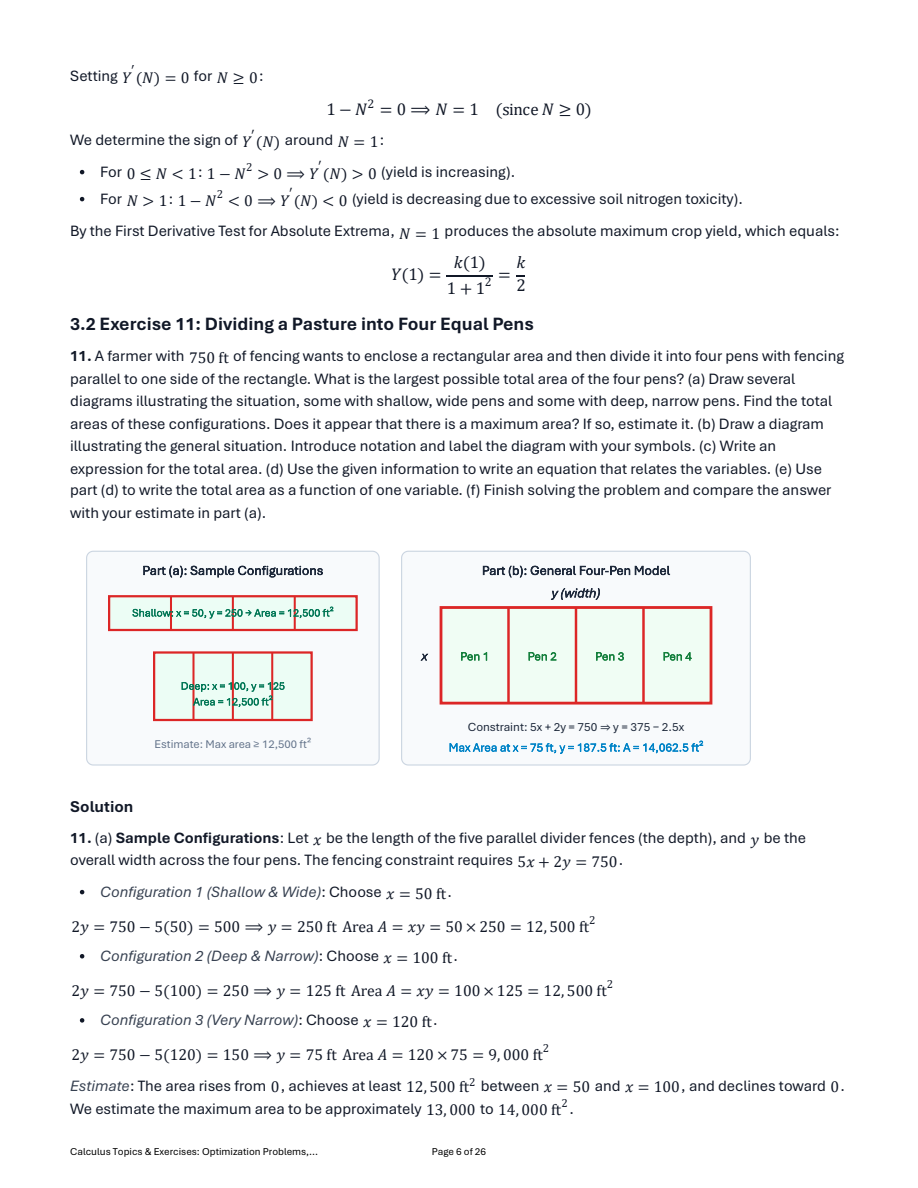 Setting Y′(N) = 0 for N ≥ 0:
1 − N² = 0 ⟹ N = 1 (since N ≥ 0)
We determine the sign of Y′(N) around N = 1:
• For 0 ≤ N < 1: 1 − N² > 0 ⟹ Y′(N) > 0 (yield is increasing).
• For N > 1: 1 − N² < 0 ⟹ Y′(N) < 0 (yield is decreasing due to excessive soil nitrogen toxicity).
By the First Derivative Test for Absolute Extrema, N = 1 produces the absolute maximum crop yield, which equals:
Y(1) = k(1)/(1 + 1²) = k/2
3.2 Exercise 11: Dividing a Pasture into Four Equal Pens
11. A farmer with 750 ft of fencing wants to enclose a rectangular area and then divide it into four pens with fencing
parallel to one side of the rectangle. What is the largest possible total area of the four pens? (a) Draw several
diagrams illustrating the situation, some with shallow, wide pens and some with deep, narrow pens. Find the total
areas of these configurations. Does it appear that there is a maximum area? If so, estimate it. (b) Draw a diagram
illustrating the general situation. Introduce notation and label the diagram with your symbols. (c) Write an
expression for the total area. (d) Use the given information to write an equation that relates the variables. (e) Use
part (d) to write the total area as a function of one variable. (f) Finish solving the problem and compare the answer
with your estimate in part (a).
Part (a): Sample Configurations
Shallow: x = 50, y = 250 → Area = 12,500 ft²
Deep: x = 100, y = 125
Area = 12,500 ft²
Estimate: Max area ≥ 12,500 ft²
Part (b): General Four-Pen Model
y (width)
x
Pen 1 Pen 2 Pen 3 Pen 4
Constraint: 5x + 2y = 750 ⇒ y = 375 − 2.5x
Max Area at x = 75 ft, y = 187.5 ft: A = 14,062.5 ft²
Solution
11. (a) Sample Configurations: Let x be the length of the five parallel divider fences (the depth), and y be the
overall width across the four pens. The fencing constraint requires 5x + 2y = 750.
• Configuration 1 (Shallow & Wide): Choose x = 50 ft.
2y = 750 − 5(50) = 500 ⟹ y = 250 ft Area A = xy = 50 × 250 = 12,500 ft²
• Configuration 2 (Deep & Narrow): Choose x = 100 ft.
2y = 750 − 5(100) = 250 ⟹ y = 125 ft Area A = xy = 100 × 125 = 12,500 ft²
• Configuration 3 (Very Narrow): Choose x = 120 ft.
2y = 750 − 5(120) = 150 ⟹ y = 75 ft Area A = 120 × 75 = 9,000 ft²
Estimate: The area rises from 0, achieves at least 12,500 ft² between x = 50 and x = 100, and declines toward 0.
We estimate the maximum area to be approximately 13,000 to 14,000 ft².
Calculus Topics & Exercises: Optimization Problems,... Page 6 of 26